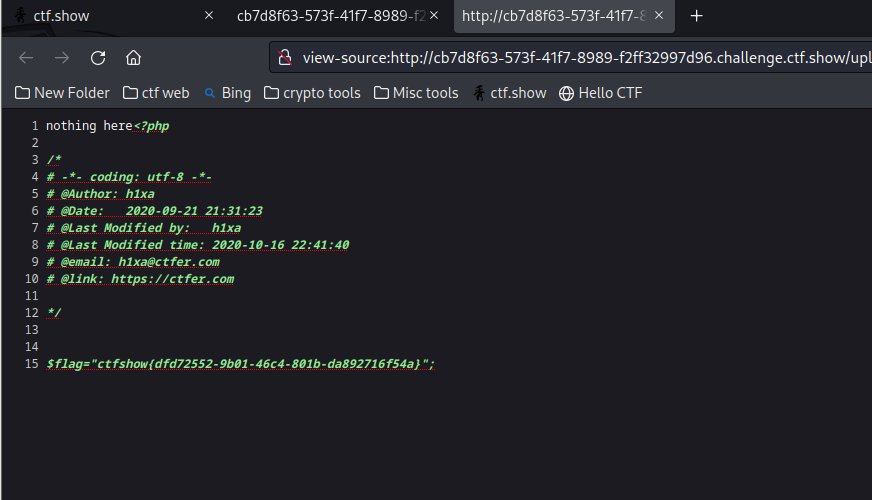 ctf.show
cb7d8f63-573f-41f7-8989-f2
http://cb7d8f63-573f-41f7-8
view-source:http://cb7d8f63-573f-41f7-8989-f2ff32997d96.challenge.ctf.show/upl
New Folder
ctf web
Bing
crypto tools
Misc tools
ctf.show
Hello CTF
1 nothing here<?php
2
3 /*
4 # -*- coding: utf-8 -*-
5 # @Author: h1xa
6 # @Date:   2020-09-21 21:31:23
7 # @Last Modified by:   h1xa
8 # @Last Modified time: 2020-10-16 22:41:40
9 # @email: h1xa@ctfer.com
10 # @link: https://ctfer.com
11
12 */
13
14
15 $flag="ctfshow{dfd72552-9b01-46c4-801b-da892716f54a}";